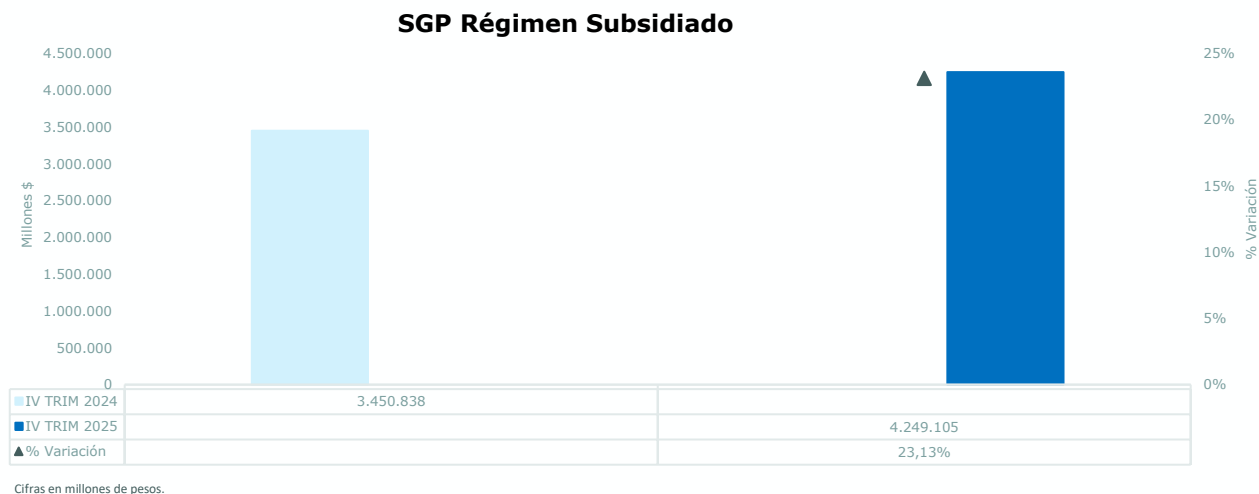 SGP Régimen Subsidiado
4.500.000
4.000.000
3.500.000
3.000.000
2.500.000
2.000.000
1.500.000
1.000.000
500.000
0
Millones $
25%
20%
15%
10%
5%
0%
% Variación
IV TRIM 2024 3.450.838
IV TRIM 2025 4.249.105
% Variación 23,13%
Cifras en millones de pesos.